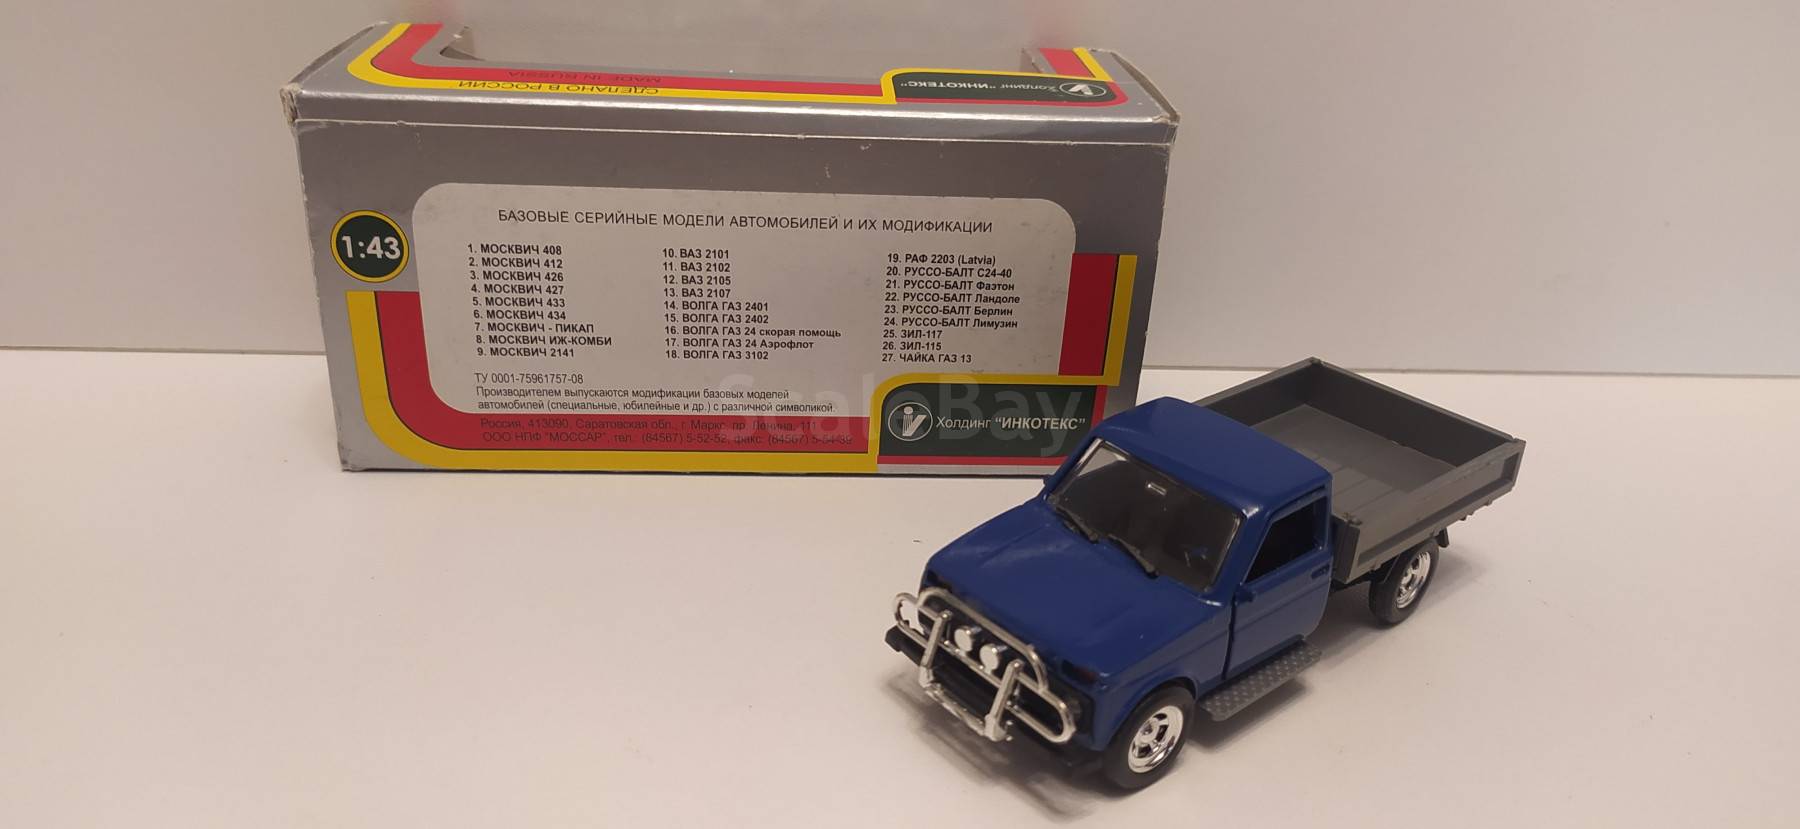 MADE IN RUSSIA
СДЕЛАНО В РОССИИ
Холдинг "ИНКОТЕКС"
1:43
БАЗОВЫЕ СЕРИЙНЫЕ МОДЕЛИ АВТОМОБИЛЕЙ И ИХ МОДИФИКАЦИИ
1. МОСКВИЧ 408
2. МОСКВИЧ 412
3. МОСКВИЧ 426
4. МОСКВИЧ 427
5. МОСКВИЧ 433
6. МОСКВИЧ 434
7. МОСКВИЧ - ПИКАП
8. МОСКВИЧ ИЖ-КОМБИ
9. МОСКВИЧ 2141
10. ВАЗ 2101
11. ВАЗ 2102
12. ВАЗ 2105
13. ВАЗ 2107
14. ВОЛГА ГАЗ 2401
15. ВОЛГА ГАЗ 2402
16. ВОЛГА ГАЗ 24 скорая помощь
17. ВОЛГА ГАЗ 24 Аэрофлот
18. ВОЛГА ГАЗ 3102
19. РАФ 2203 (Latvia)
20. РУССО-БАЛТ С24-40
21. РУССО-БАЛТ Фаэтон
22. РУССО-БАЛТ Ландоле
23. РУССО-БАЛТ Берлин
24. РУССО-БАЛТ Лимузин
25. ЗИЛ-117
26. ЗИЛ-115
27. ЧАЙКА ГАЗ 13
ТУ 0001-75961757-08
Производителем выпускаются модификации базовых моделей
автомобилей (специальные, юбилейные и др.) с различной символикой.
Россия, 413090, Саратовская обл., г. Маркс, пр. Ленина, 111
ООО НПФ "МОССАР", тел.: (84567) 5-52-52, факс: (84567) 5-54-39
Холдинг "ИНКОТЕКС"
ScaleBay